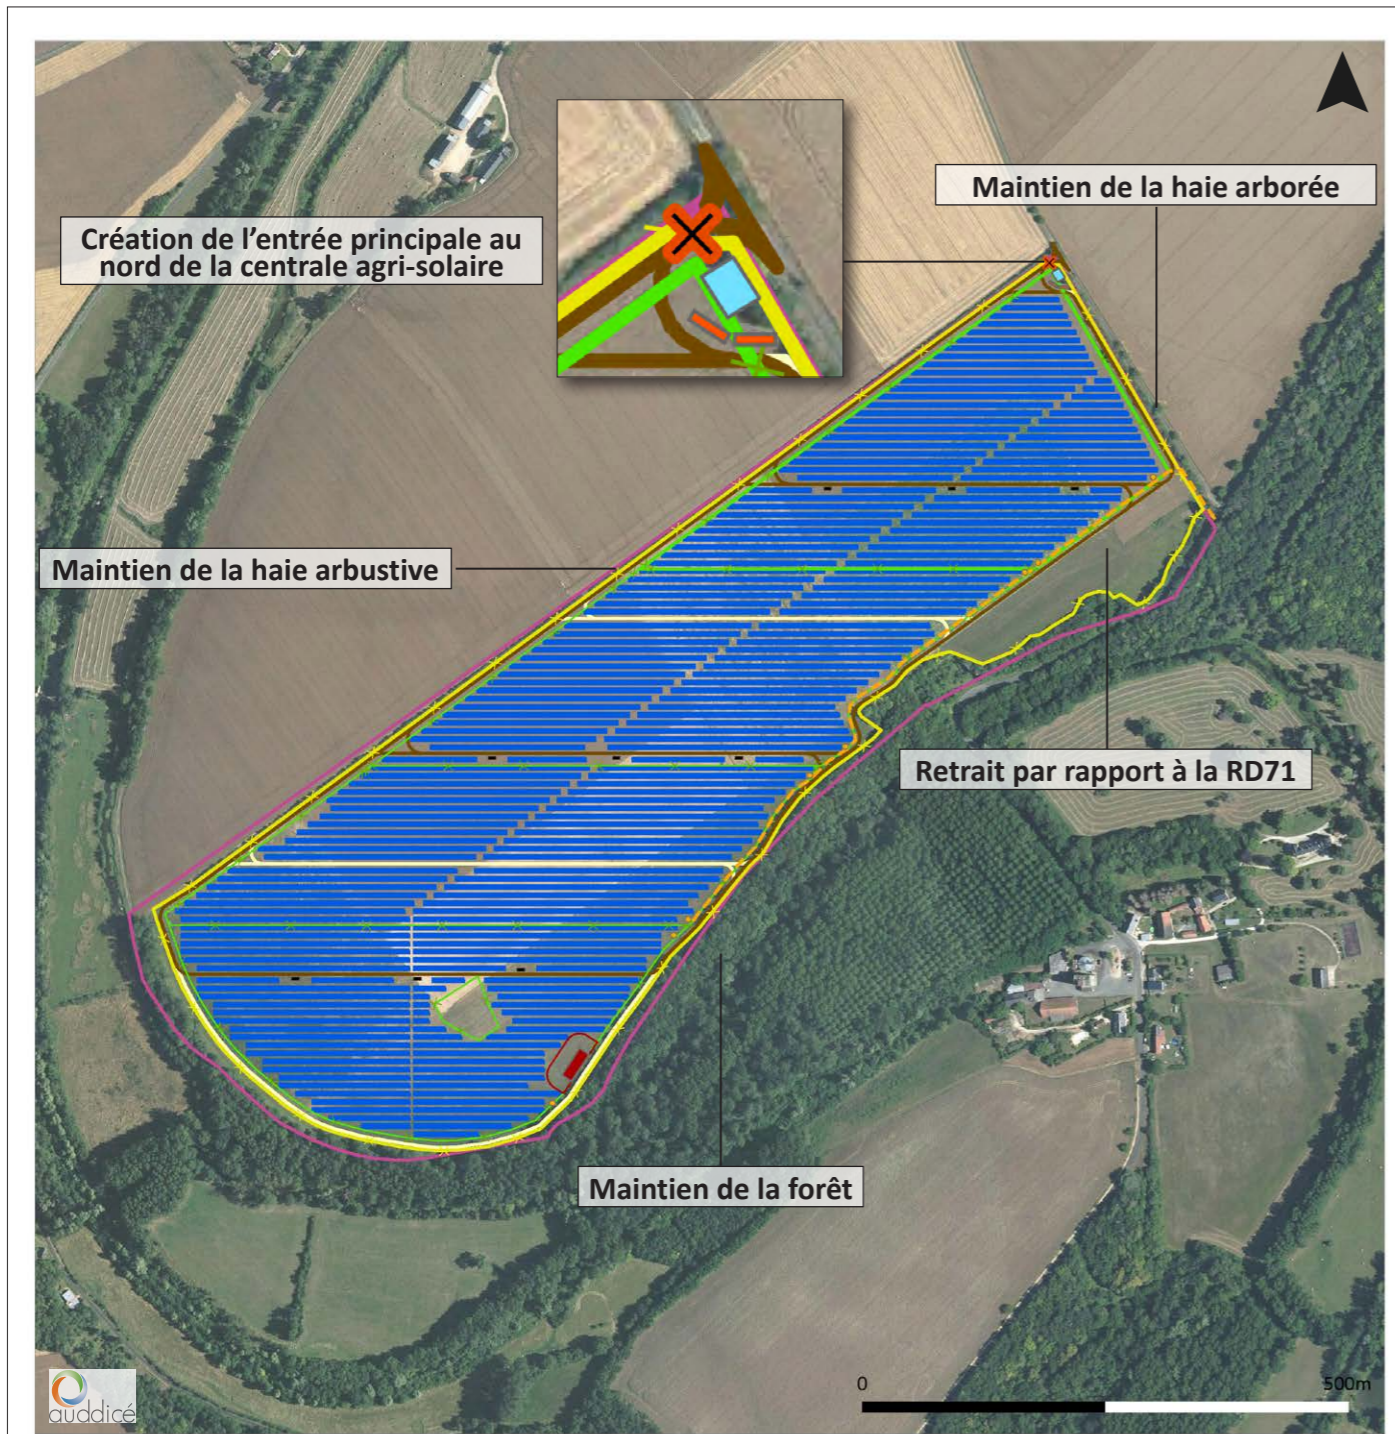 Maintien de la haie arborée
Création de l'entrée principale au
nord de la centrale agri-solaire
Maintien de la haie arbustive
Retrait par rapport à la RD71
Maintien de la forêt
0 500m
auddicé